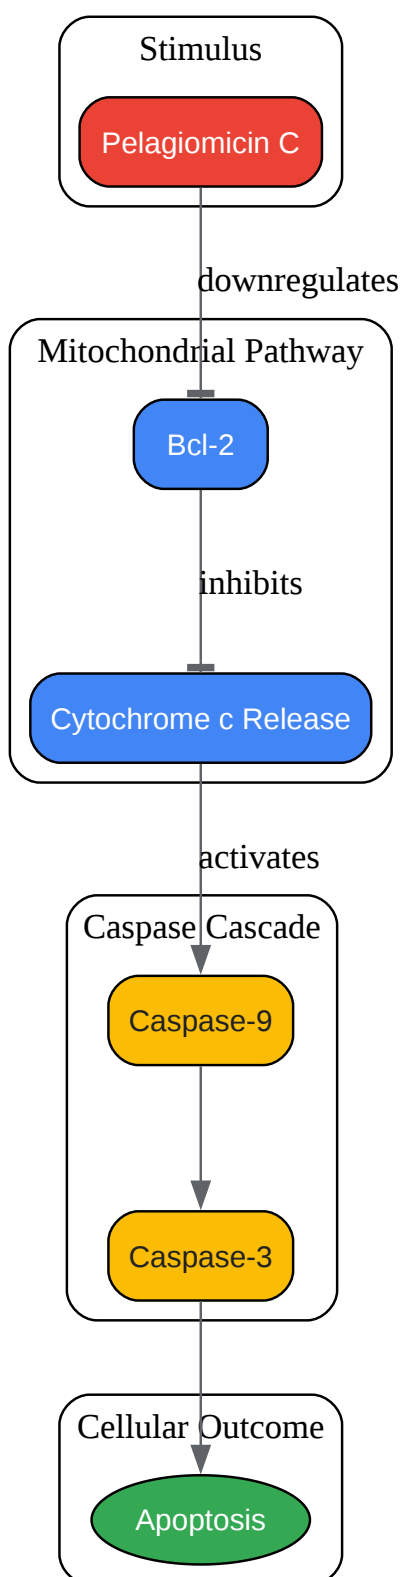 Stimulus
Pelagiomicin C
downregulates
Mitochondrial Pathway
Bcl-2
inhibits
Cytochrome c Release
activates
Caspase Cascade
Caspase-9
Caspase-3
Cellular Outcome
Apoptosis